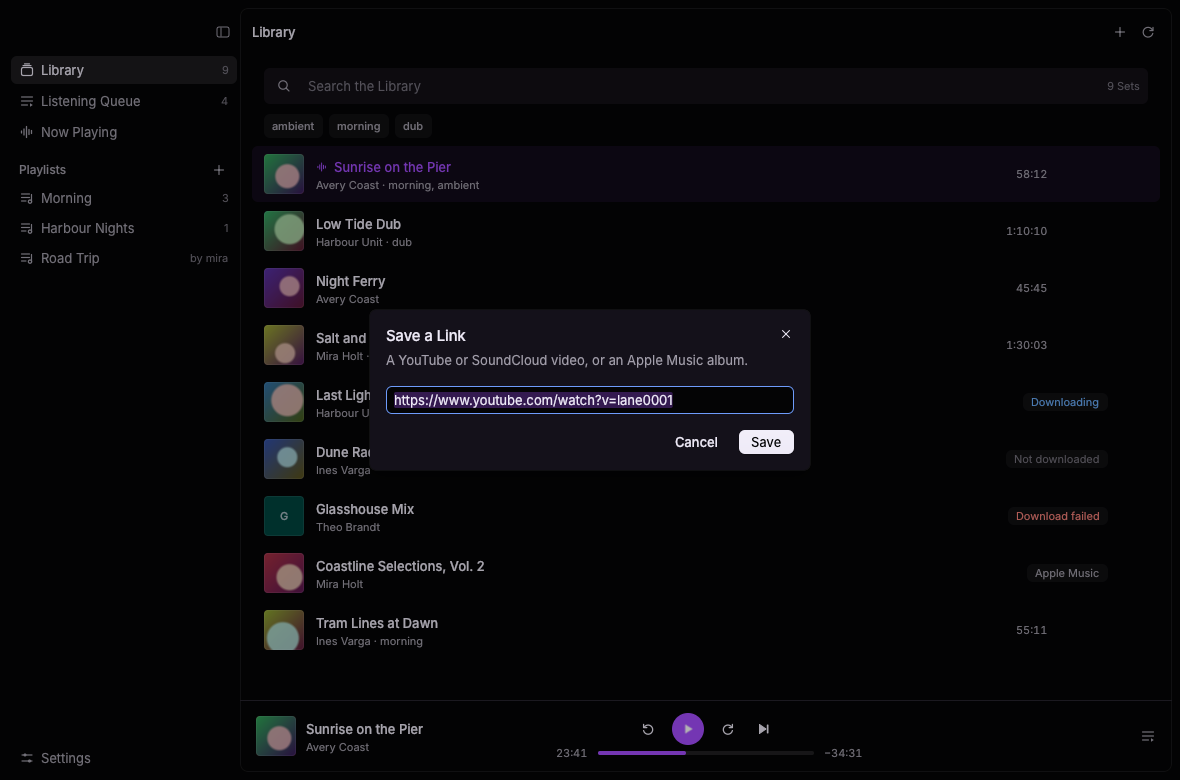 Library
Library 9
Listening Queue 4
Now Playing
Playlists
Morning 3
Harbour Nights 1
Road Trip by mira
Settings
Search the Library 9 Sets
ambient morning dub
Sunrise on the Pier
Avery Coast · morning, ambient
58:12
Low Tide Dub
Harbour Unit · dub
1:10:10
Night Ferry
Avery Coast
45:45
Salt and
Mira Holt ·
1:30:03
Last Ligh
Harbour U
Downloading
Dune Ra
Ines Varga
Not downloaded
G
Glasshouse Mix
Theo Brandt
Download failed
Coastline Selections, Vol. 2
Mira Holt
Apple Music
Tram Lines at Dawn
Ines Varga · morning
55:11
Save a Link
A YouTube or SoundCloud video, or an Apple Music album.
https://www.youtube.com/watch?v=lane0001
Cancel Save
Sunrise on the Pier
Avery Coast
23:41 −34:31